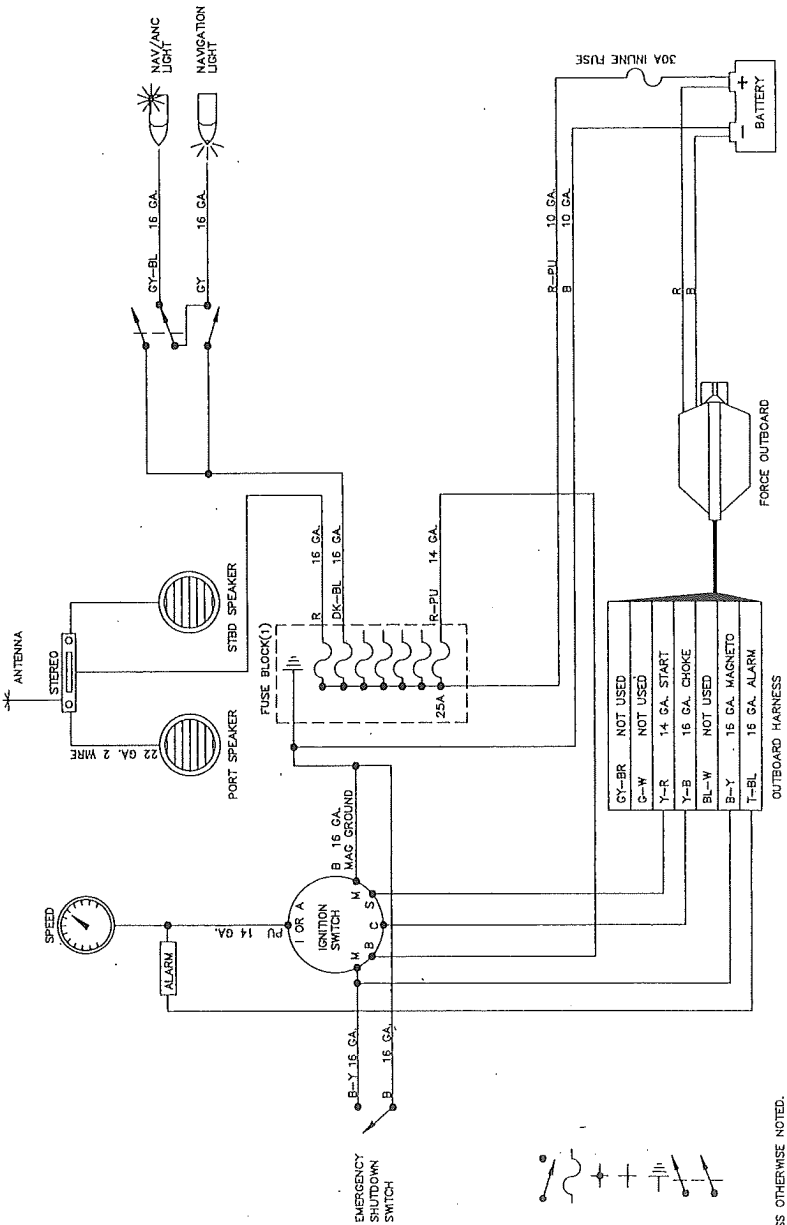 NAV/ANC
LIGHT
NAVIGATION
LIGHT
GY-BL 16 GA.
GY 16 GA.
ANTENNA
STEREO
STBD SPEAKER
PORT SPEAKER
22 GA. 2 WIRE
SPEED
ALARM
PU 14 GA.
I OR A
IGNITION
SWITCH
M
B
C
S
M
B 16 GA.
MAG GROUND
FUSE BLOCK(1)
R 16 GA.
DK-BL 16 GA.
R-PU 14 GA.
25A
R-PU 10 GA.
B 10 GA.
30A INLINE FUSE
+
-
BATTERY
R
B
FORCE OUTBOARD
GY-BR NOT USED
G-W NOT USED
Y-R 14 GA. START
Y-B 16 GA. CHOKE
BL-W NOT USED
B-Y 16 GA. MAGNETO
T-BL 16 GA. ALARM
OUTBOARD HARNESS
B-Y 16 GA.
B 16 GA.
EMERGENCY
SHUTDOWN
SWITCH
SS OTHERWISE NOTED.